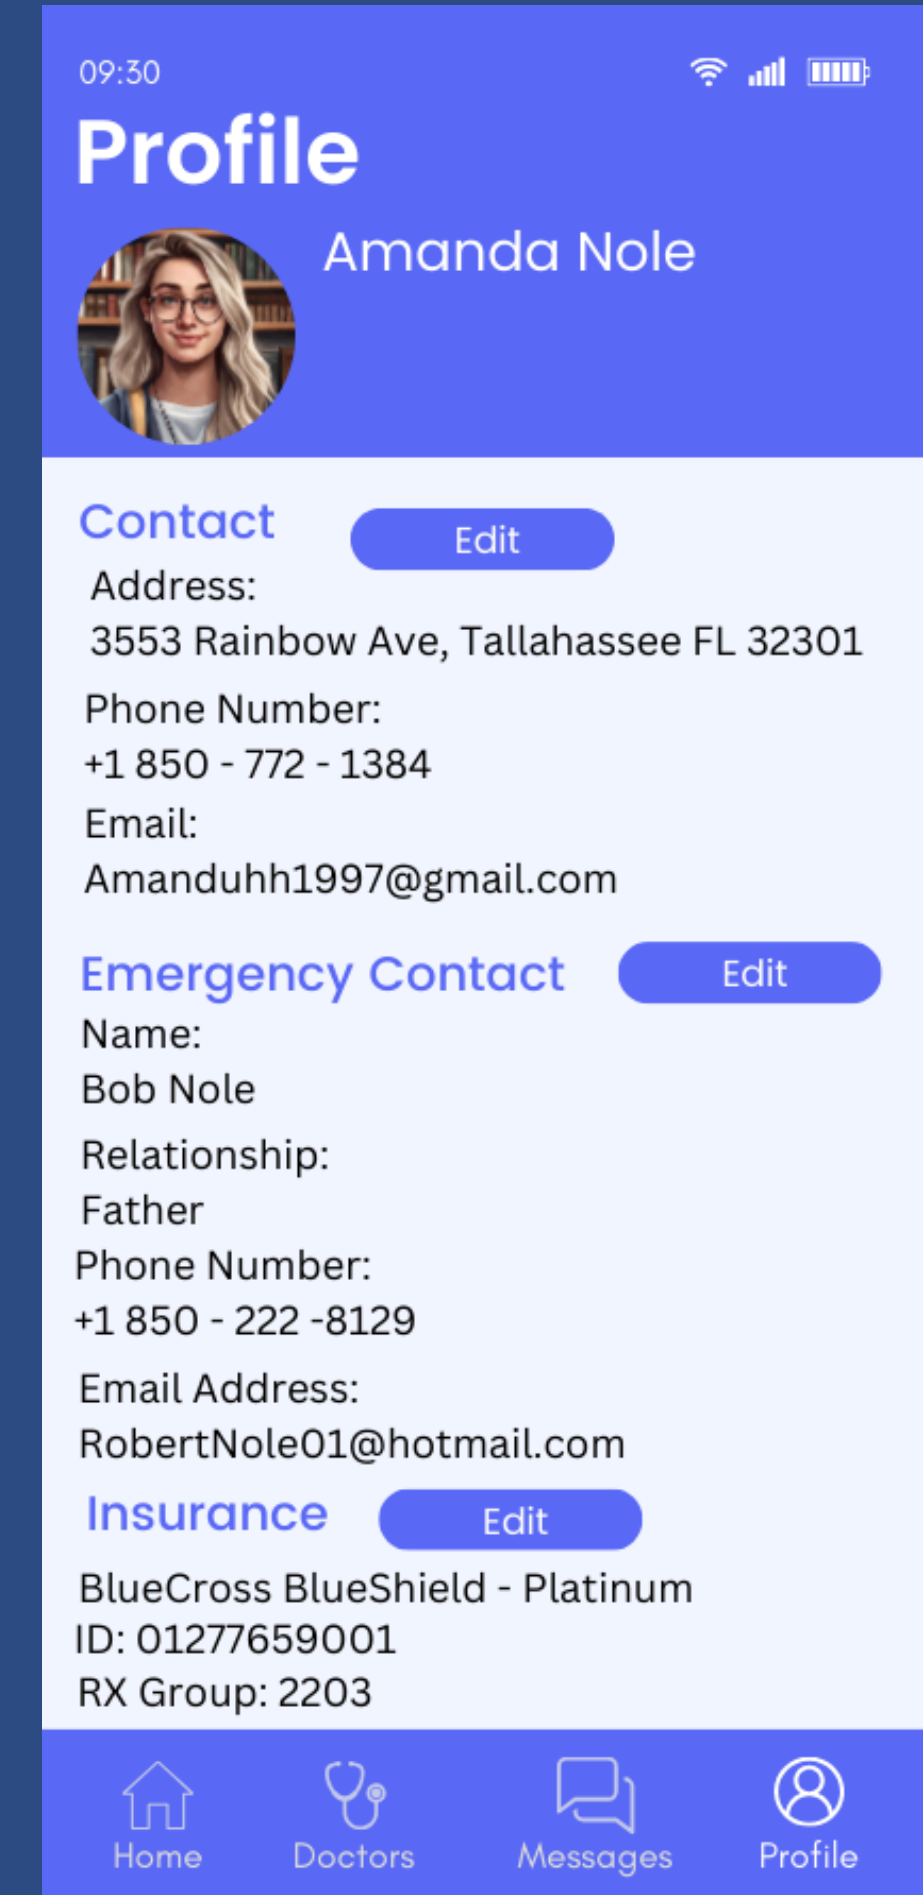 09:30
Profile
Amanda Nole
Contact
Edit
Address:
3553 Rainbow Ave, Tallahassee FL 32301
Phone Number:
+1 850 - 772 - 1384
Email:
Amanduhh1997@gmail.com
Emergency Contact
Edit
Name:
Bob Nole
Relationship:
Father
Phone Number:
+1 850 - 222 -8129
Email Address:
RobertNole01@hotmail.com
Insurance
Edit
BlueCross BlueShield - Platinum
ID: 01277659001
RX Group: 2203
Home
Doctors
Messages
Profile